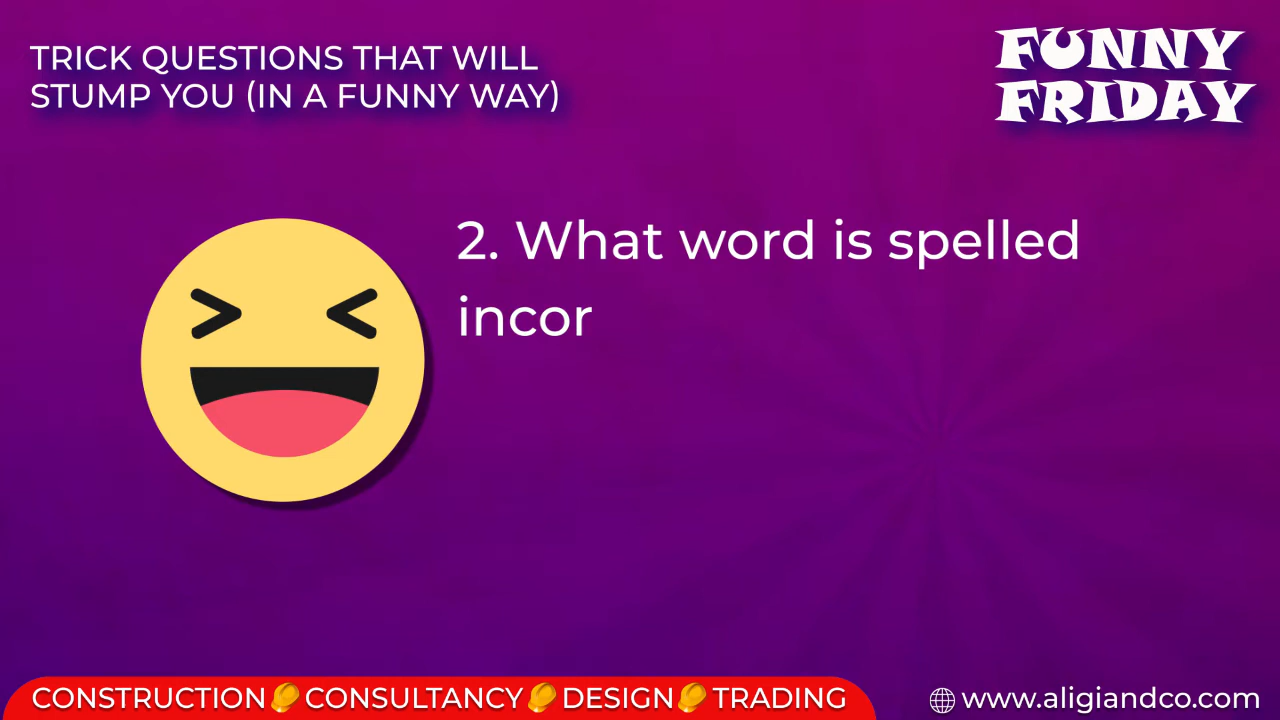 TRICK QUESTIONS THAT WILL
STUMP YOU (IN A FUNNY WAY)
FUNNY
FRIDAY
2. What word is spelled
incor
CONSTRUCTION CONSULTANCY DESIGN TRADING
www.aligiandco.com